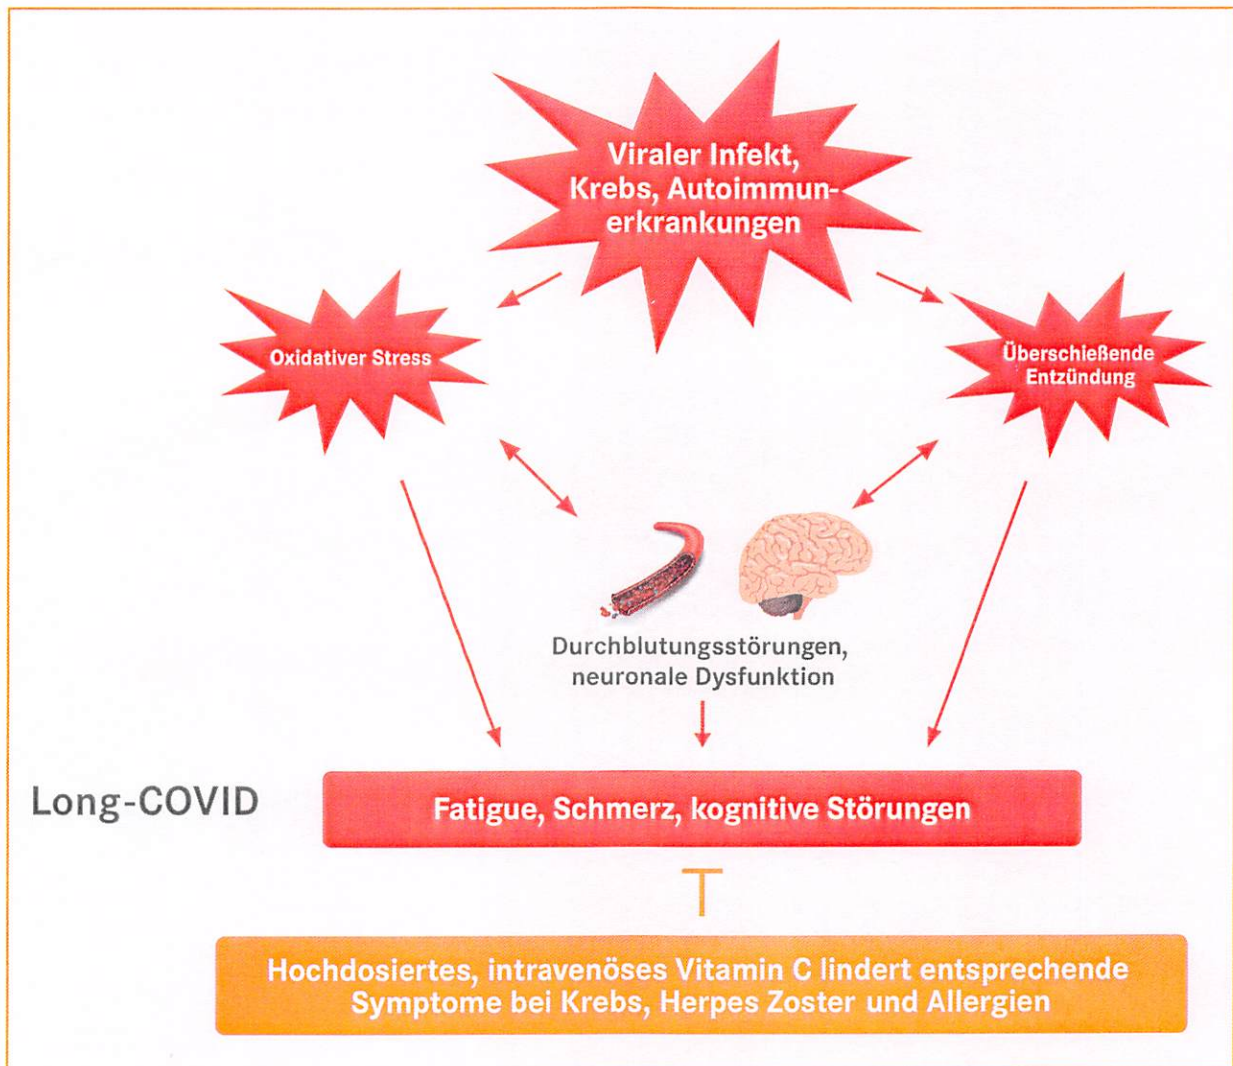 Viraler Infekt,
Krebs, Autoimmun-
erkrankungen
Oxidativer Stress
Überschießende
Entzündung
Durchblutungsstörungen,
neuronale Dysfunktion
Long-COVID
Fatigue, Schmerz, kognitive Störungen
Hochdosiertes, intravenöses Vitamin C lindert entsprechende
Symptome bei Krebs, Herpes Zoster und Allergien